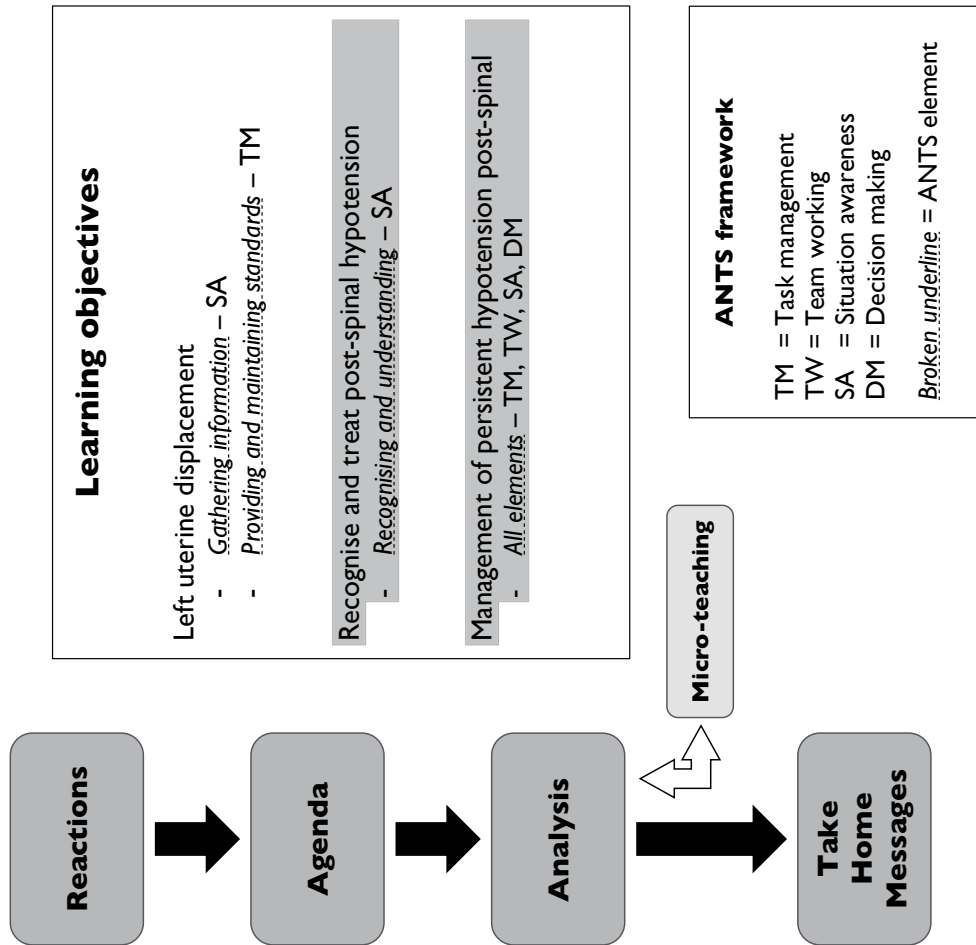 Reactions
Agenda
Analysis
Take
Home
Messages
Micro-teaching
Learning objectives
Left uterine displacement
- Gathering information – SA
- Providing and maintaining standards – TM
Recognise and treat post-spinal hypotension
- Recognising and understanding – SA
Management of persistent hypotension post-spinal
- All elements – TM, TW, SA, DM
ANTS framework
TM = Task management
TW = Team working
SA = Situation awareness
DM = Decision making
Broken underline = ANTS element